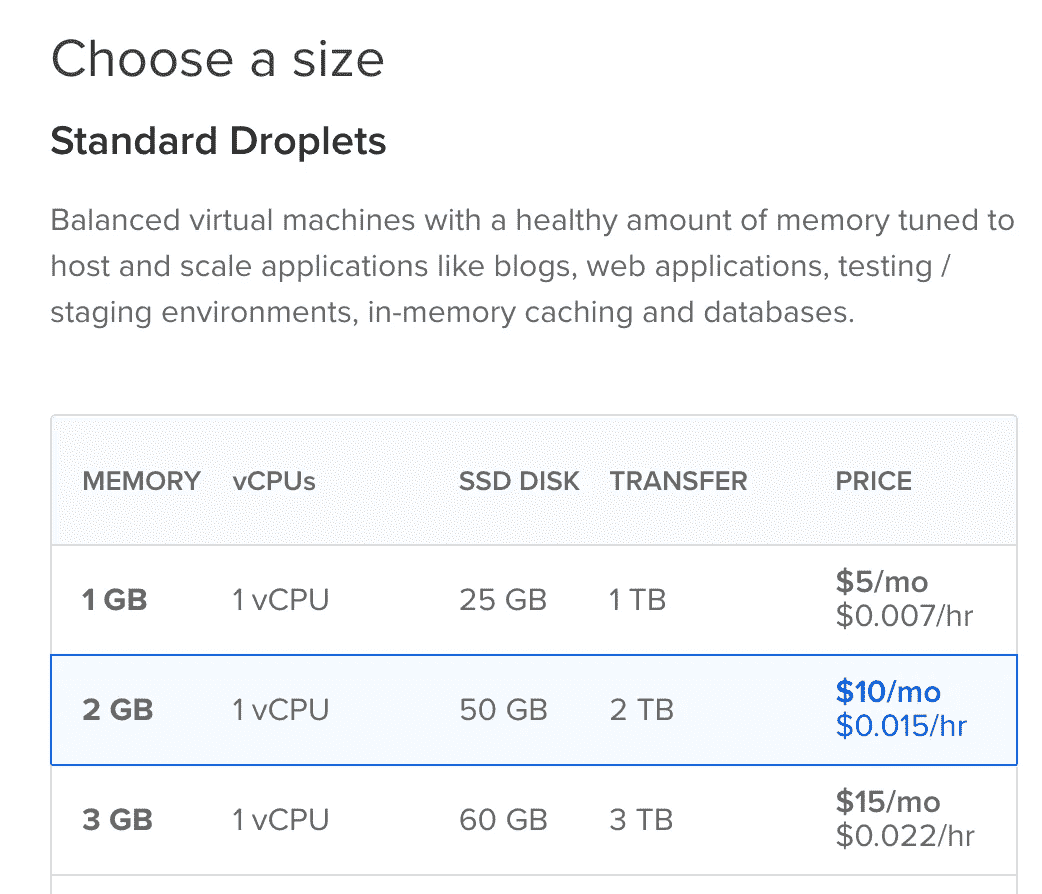 Choose a size
Standard Droplets
Balanced virtual machines with a healthy amount of memory tuned to
host and scale applications like blogs, web applications, testing /
staging environments, in-memory caching and databases.
MEMORY vCPUs SSD DISK TRANSFER PRICE
1 GB 1 vCPU 25 GB 1 TB $5/mo
$0.007/hr
2 GB 1 vCPU 50 GB 2 TB $10/mo
$0.015/hr
3 GB 1 vCPU 60 GB 3 TB $15/mo
$0.022/hr